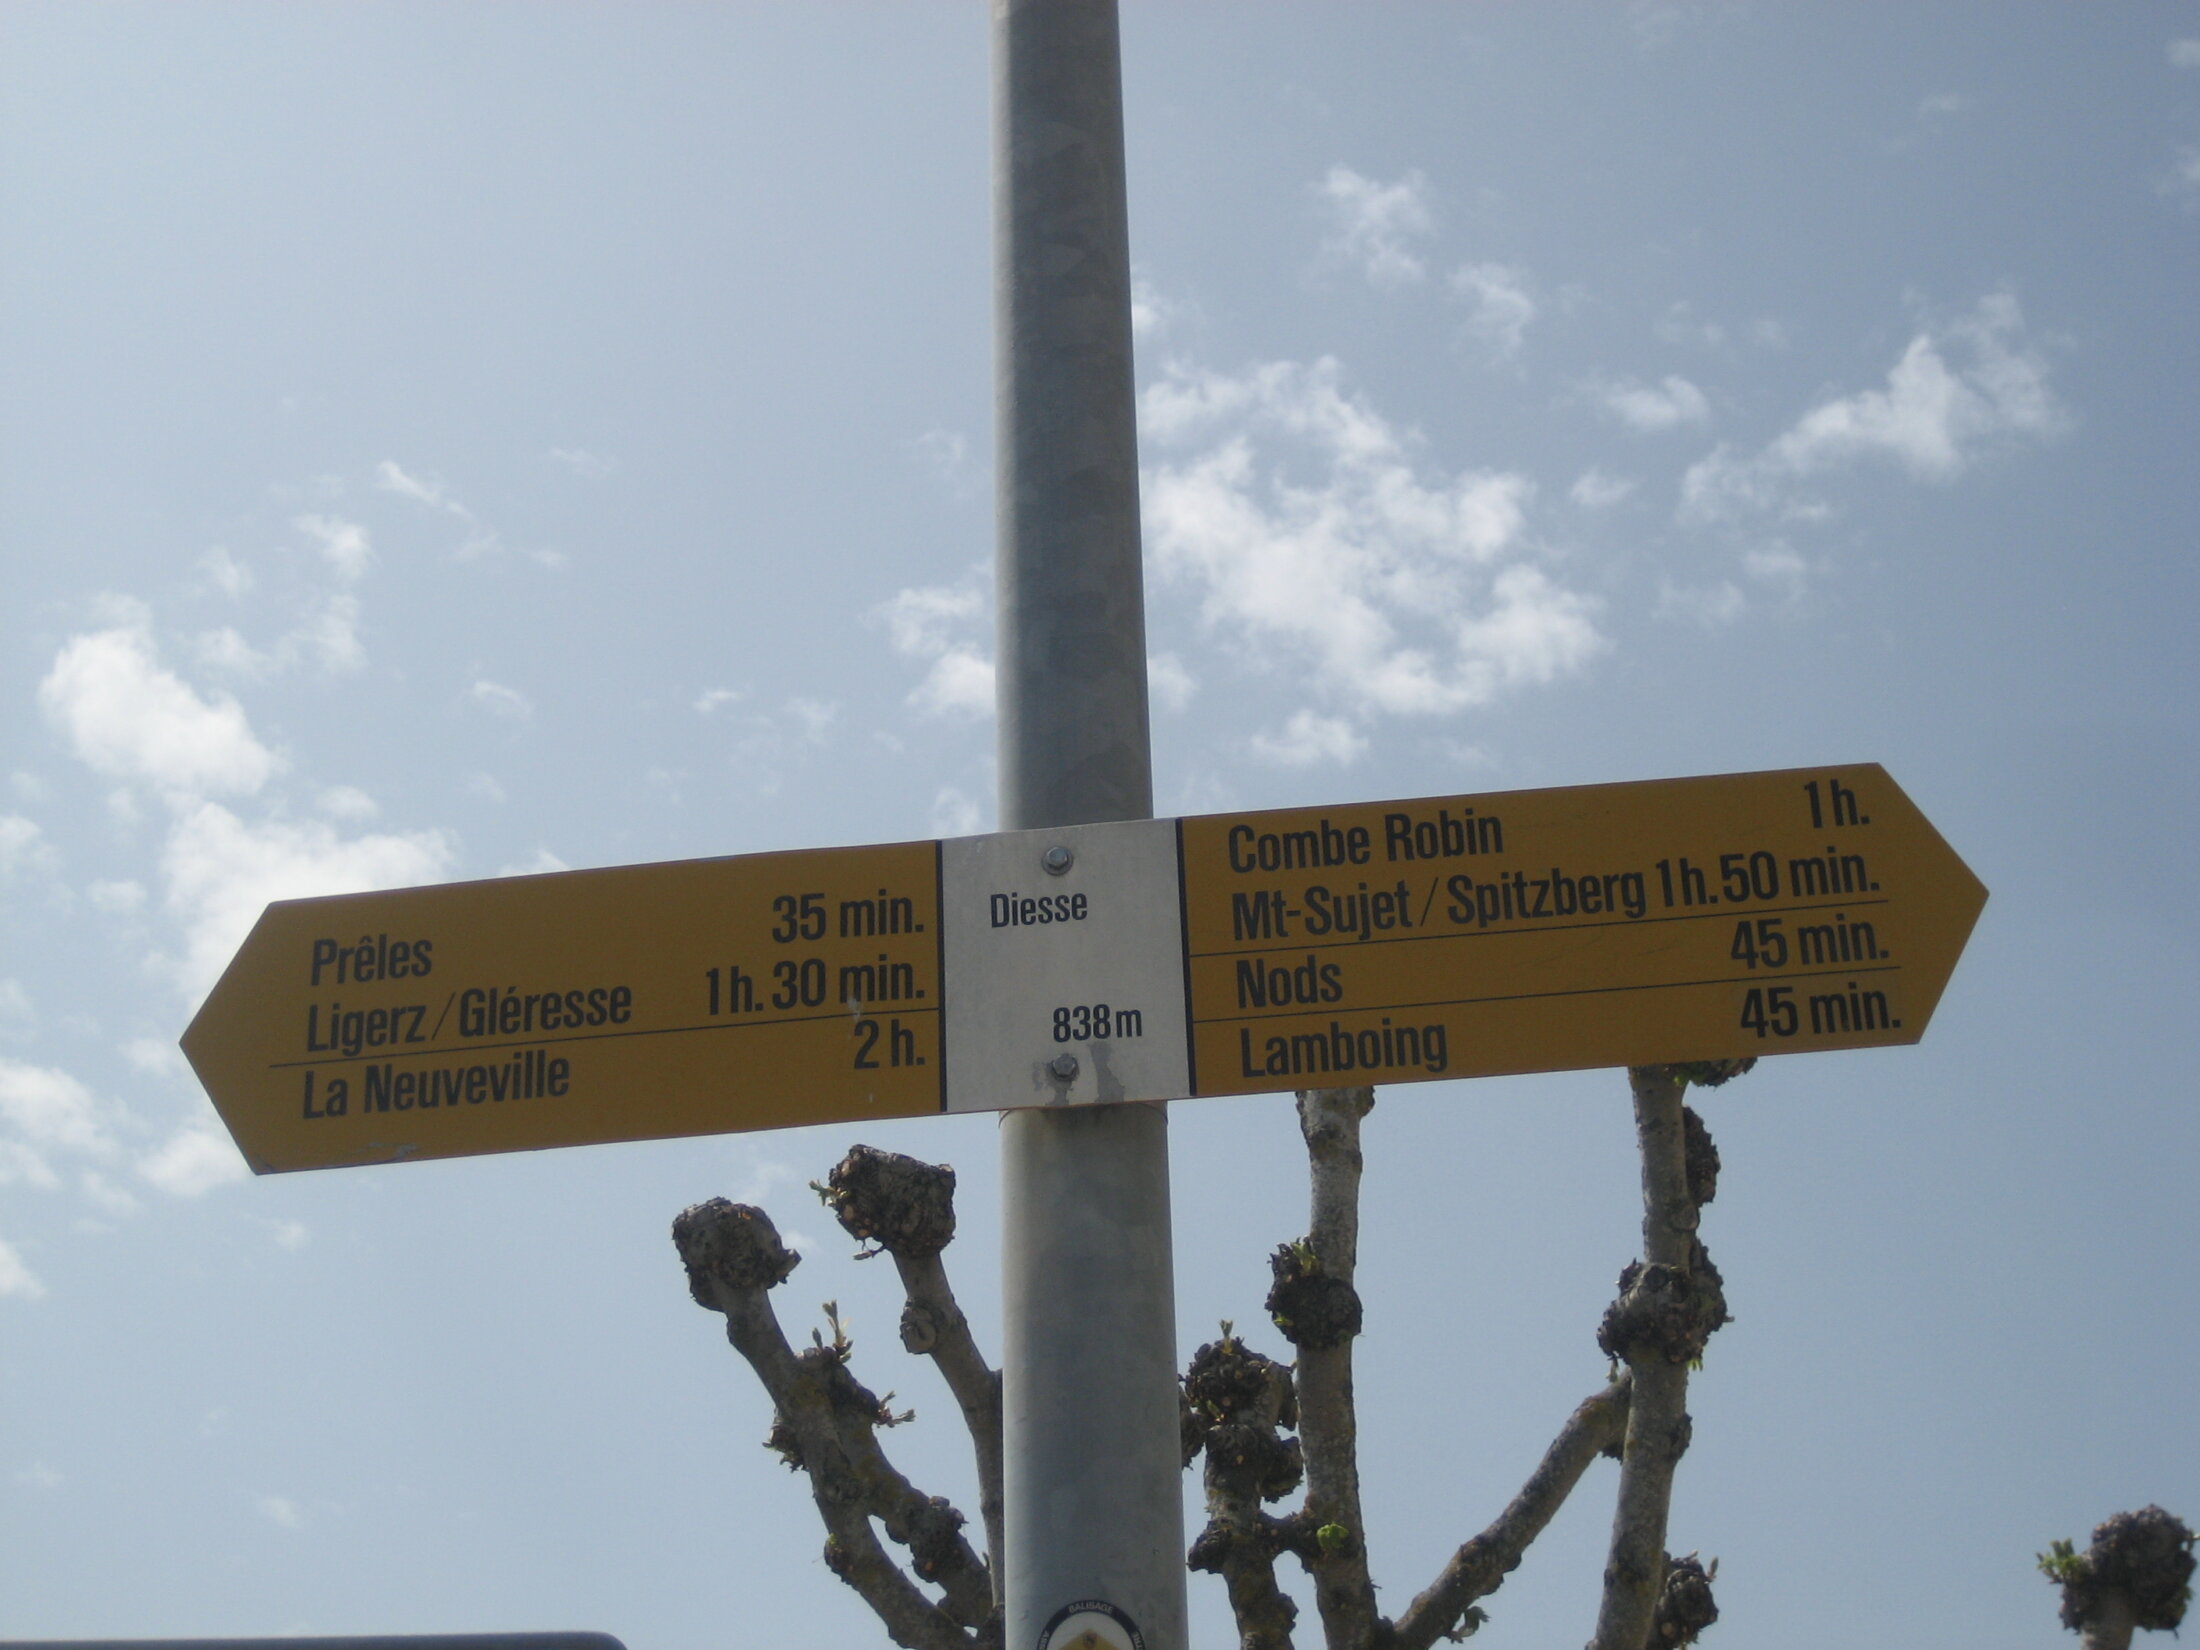 Prêles 35 min.
Ligerz / Gléresse 1 h. 30 min.
La Neuveville 2 h.
Diesse
838 m
Combe Robin 1 h.
Mt-Sujet / Spitzberg 1 h. 50 min.
Nods 45 min.
Lamboing 45 min.
BALISAGE